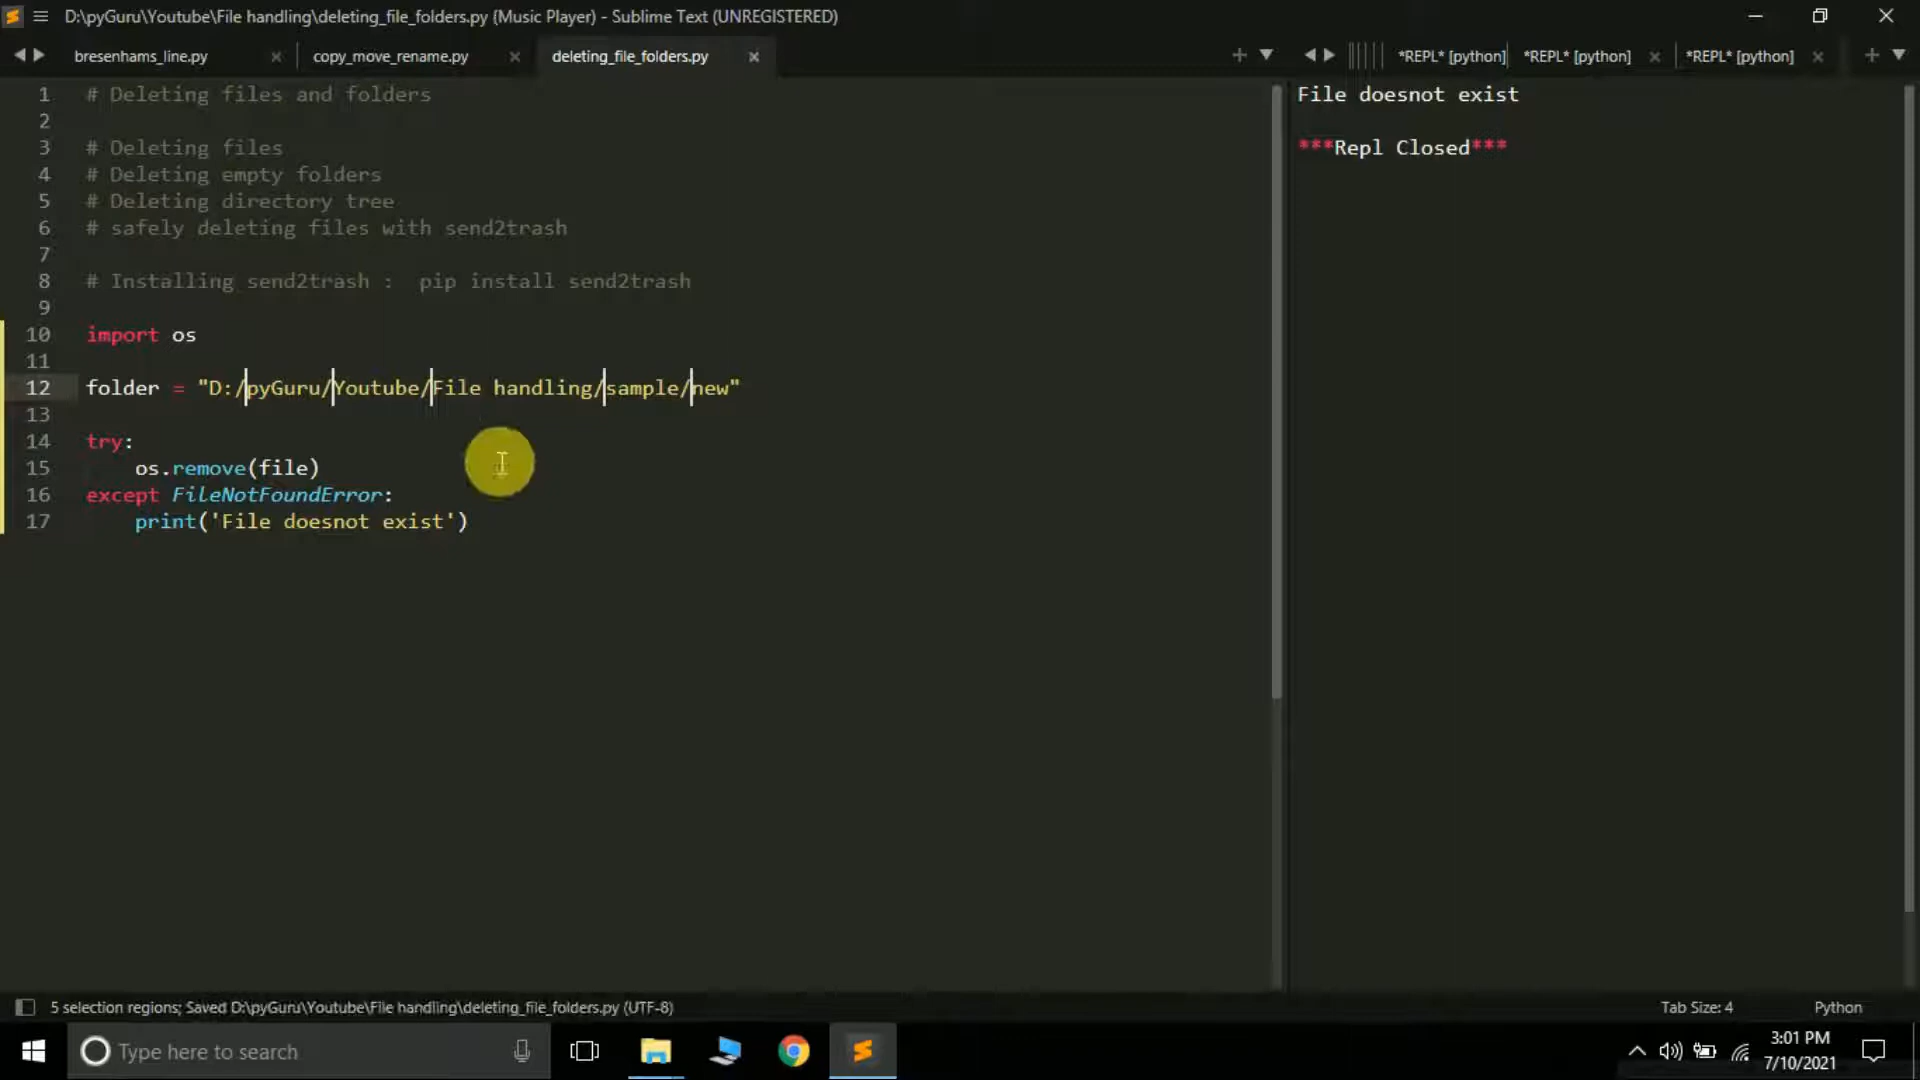 D:\pyGuru\Youtube\File handling\deleting_file_folders.py (Music Player) - Sublime Text (UNREGISTERED)
bresenhams_line.py
copy_move_rename.py
deleting_file_folders.py
*REPL* [python]
*REPL* [python]
*REPL* [python]
1 # Deleting files and folders
2
3 # Deleting files
4 # Deleting empty folders
5 # Deleting directory tree
6 # safely deleting files with send2trash
7
8 # Installing send2trash :  pip install send2trash
9
10 import os
11
12 folder = "D:/pyGuru/Youtube/File handling/sample/new"
13
14 try:
15     os.remove(file)
16 except FileNotFoundError:
17     print('File doesnot exist')
File doesnot exist
***Repl Closed***
5 selection regions; Saved D:\pyGuru\Youtube\File handling\deleting_file_folders.py (UTF-8)
Tab Size: 4
Python
Type here to search
3:01 PM
7/10/2021